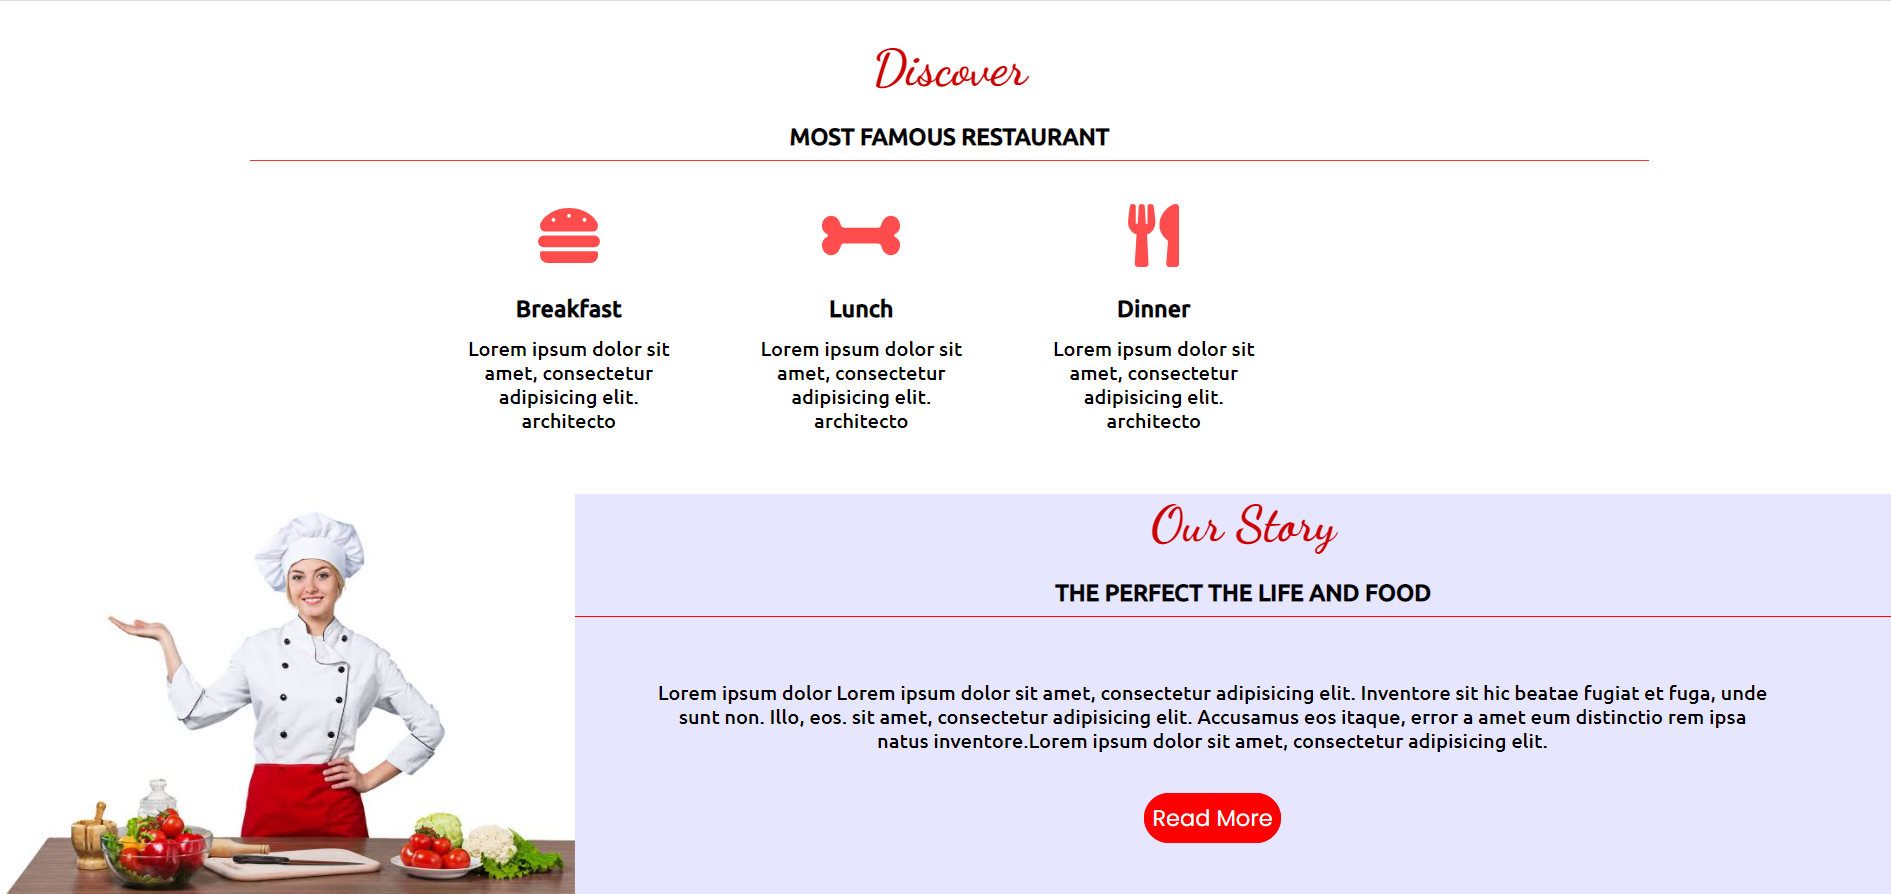 Discover
MOST FAMOUS RESTAURANT
Breakfast
Lorem ipsum dolor sit
amet, consectetur
adipisicing elit.
architecto
Lunch
Lorem ipsum dolor sit
amet, consectetur
adipisicing elit.
architecto
Dinner
Lorem ipsum dolor sit
amet, consectetur
adipisicing elit.
architecto
Our Story
THE PERFECT THE LIFE AND FOOD
Lorem ipsum dolor Lorem ipsum dolor sit amet, consectetur adipisicing elit. Inventore sit hic beatae fugiat et fuga, unde
sunt non. Illo, eos. sit amet, consectetur adipisicing elit. Accusamus eos itaque, error a amet eum distinctio rem ipsa
natus inventore.Lorem ipsum dolor sit amet, consectetur adipisicing elit.
Read More